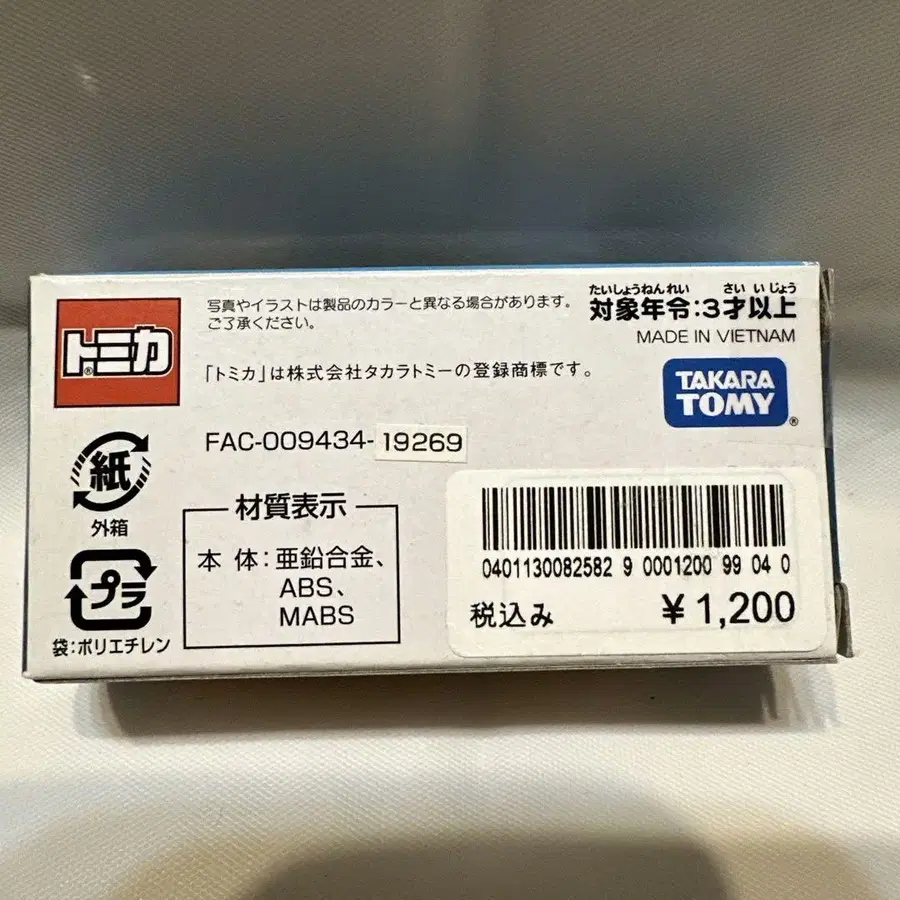 トミカ®
写真やイラストは製品のカラーと異なる場合があります。
ご了承ください。
たいしょうねんれい さい い じょう
対象年令:3才以上
MADE IN VIETNAM
「トミカ」は株式会社タカラトミーの登録商標です。
TAKARA
TOMY®
FAC-009434-19269
紙
外箱
プラ
袋:ポリエチレン
材質表示
本 体:亜鉛合金、
ABS、
MABS
0401130082582 9 0001200 99 04 0
税込み ¥1,200